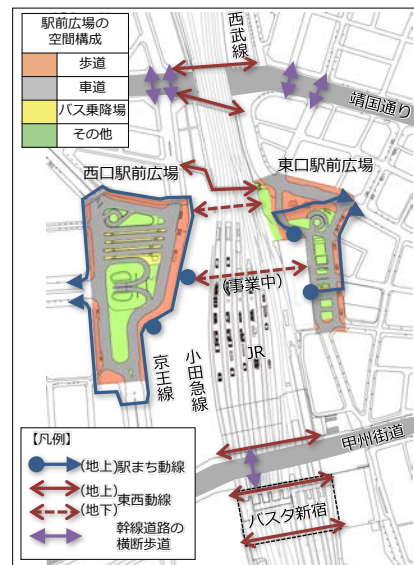 駅前広場の
空間構成
歩道
車道
バス乗降場
その他
西武線
靖国通り
西口駅前広場
東口駅前広場
(事業中)
京王線
小田急線
JR
甲州街道
バスタ新宿
【凡例】
(地上)駅まち動線
(地上)
東西動線
(地下)
幹線道路の
横断歩道